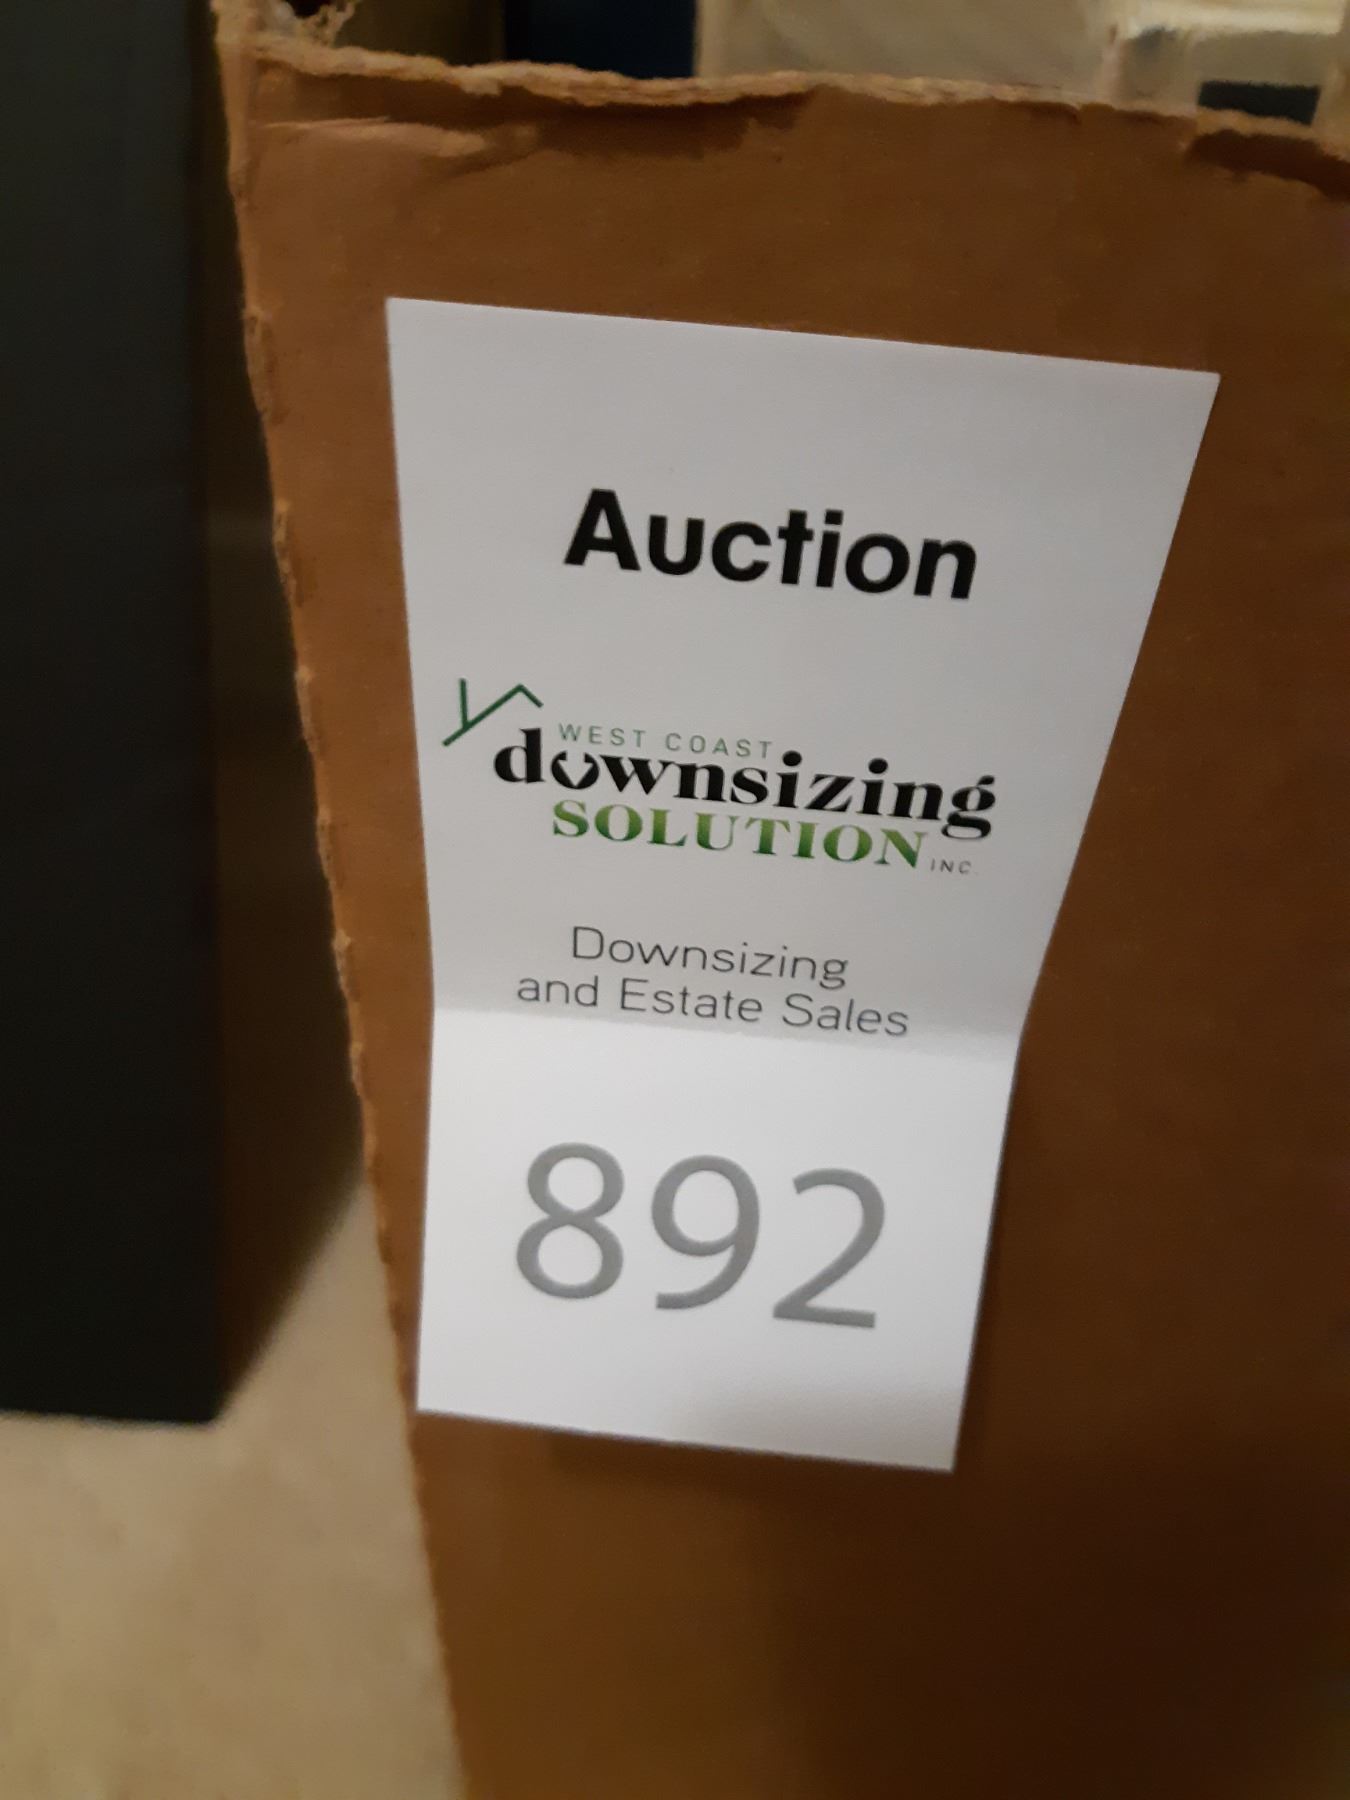 Auction
WEST COAST
downsizing
SOLUTION INC.
Downsizing
and Estate Sales
892